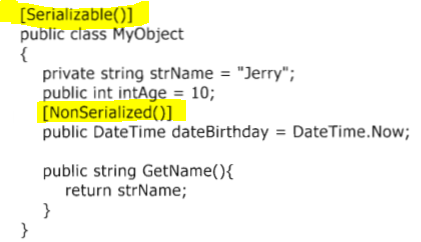 [Serializable()]
public class MyObject
{
private string strName = "Jerry";
public int intAge = 10;
[NonSerialized()]
public DateTime dateBirthday = DateTime.Now;
public string GetName(){
return strName;
}
}